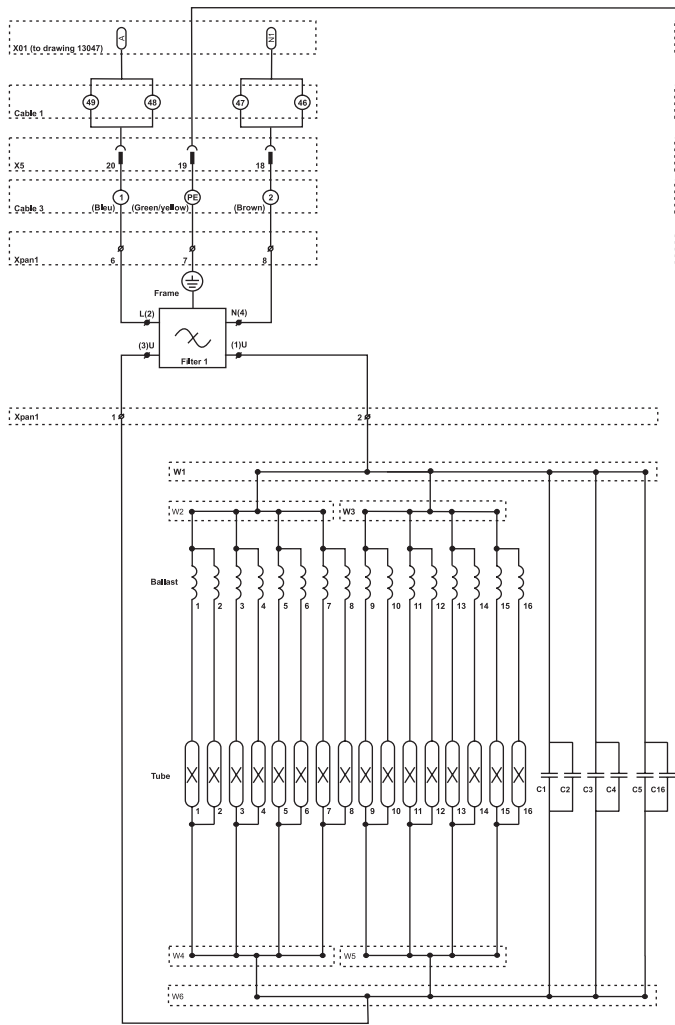 A
N1
X01 (to drawing 13047)
49
48
47
46
Cable 1
X5
20
19
18
1
PE
2
Cable 3
(Bleu)
(Green/yellow)
(Brown)
Xpan1
6
7
8
Frame
L(2)
N(4)
(3)U
(1)U
Filter 1
Xpan1
1
2
W1
W2
W3
Ballast
1 2 3 4 5 6 7 8 9 10 11 12 13 14 15 16
Tube
C1 C2 C3 C4 C5 C16
1 2 3 4 5 6 7 8 9 10 11 12 13 14 15 16
W4
W5
W6